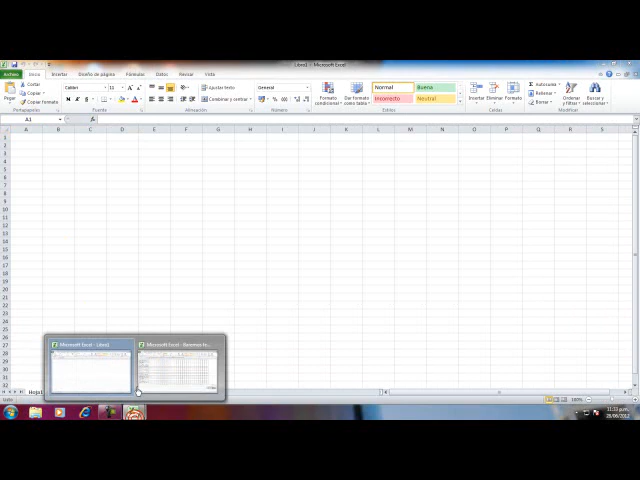 Libro1 - Microsoft Excel
Archivo Inicio Insertar Diseño de página Fórmulas Datos Revisar Vista
Cortar
Copiar
Copiar formato
Pegar
Portapapeles
Calibri 11
N K S
Fuente
Ajustar texto
Combinar y centrar
Alineación
General
Número
Formato condicional
Dar formato como tabla
Normal Buena
Incorrecto Neutral
Estilos
Insertar Eliminar Formato
Celdas
Autosuma
Rellenar
Borrar
Ordenar y filtrar
Buscar y seleccionar
Modificar
A1 fx
A B C D E F G H I J K L M N O P Q R S
1
2
3
4
5
6
7
8
9
10
11
12
13
14
15
16
17
18
19
20
21
22
23
24
25
26
27
28
29
30
31
32
Microsoft Excel - Libro1
Hoja1
Listo
100%
11:33 p.m.
28/06/2012